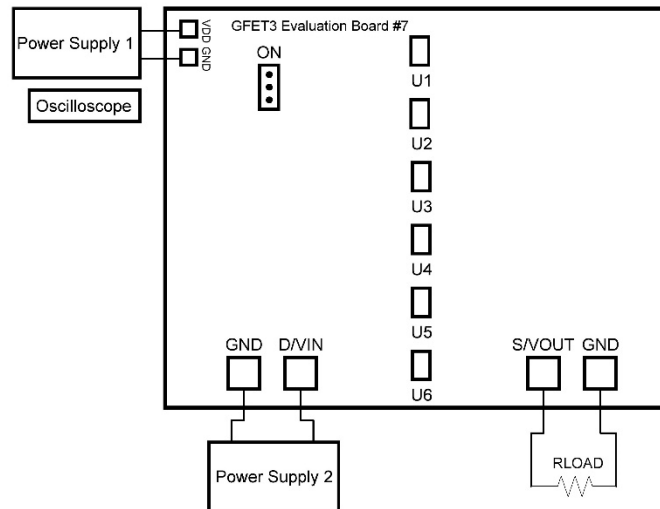 Power Supply 1
VDD
GND
GFET3 Evaluation Board #7
ON
Oscilloscope
U1
U2
U3
U4
U5
U6
GND D/VIN
S/VOUT GND
Power Supply 2
RLOAD